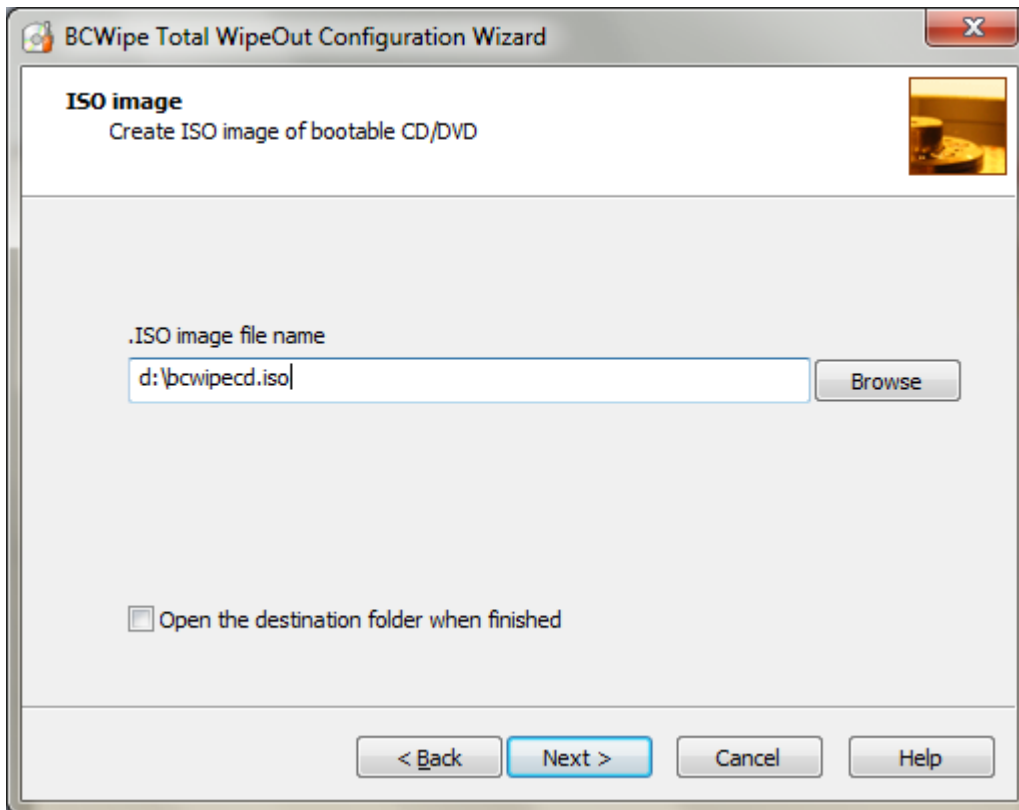 BCWipe Total WipeOut Configuration Wizard
ISO image
Create ISO image of bootable CD/DVD
.ISO image file name
d:\bcwipecd.iso
Browse
Open the destination folder when finished
< Back
Next >
Cancel
Help